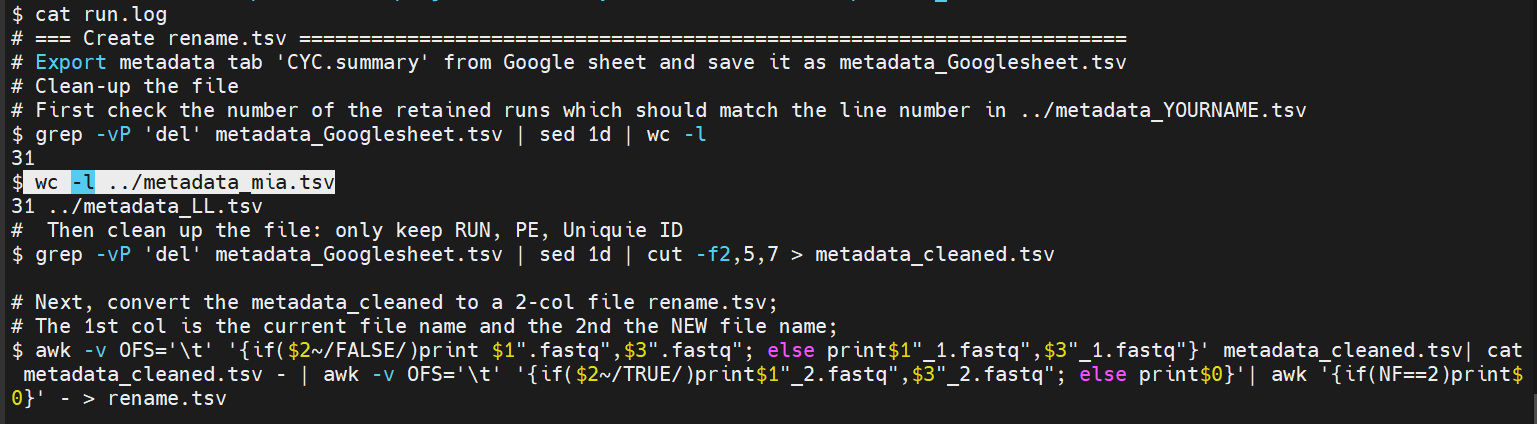 $ cat run.log
# === Create rename.tsv =====================================================================
# Export metadata tab 'CYC.summary' from Google sheet and save it as metadata_Googlesheet.tsv
# Clean-up the file
# First check the number of the retained runs which should match the line number in ../metadata_YOURNAME.tsv
$ grep -vP 'del' metadata_Googlesheet.tsv | sed 1d | wc -l
31
$ wc -l ../metadata_mia.tsv
31 ../metadata_LL.tsv
#  Then clean up the file: only keep RUN, PE, Uniquie ID
$ grep -vP 'del' metadata_Googlesheet.tsv | sed 1d | cut -f2,5,7 > metadata_cleaned.tsv
# Next, convert the metadata_cleaned to a 2-col file rename.tsv;
# The 1st col is the current file name and the 2nd the NEW file name;
$ awk -v OFS='\t' '{if($2~/FALSE/)print $1".fastq",$3".fastq"; else print$1"_1.fastq",$3"_1.fastq"}' metadata_cleaned.tsv| cat
 metadata_cleaned.tsv - | awk -v OFS='\t' '{if($2~/TRUE/)print$1"_2.fastq",$3"_2.fastq"; else print$0}'| awk '{if(NF==2)print$
0}' - > rename.tsv